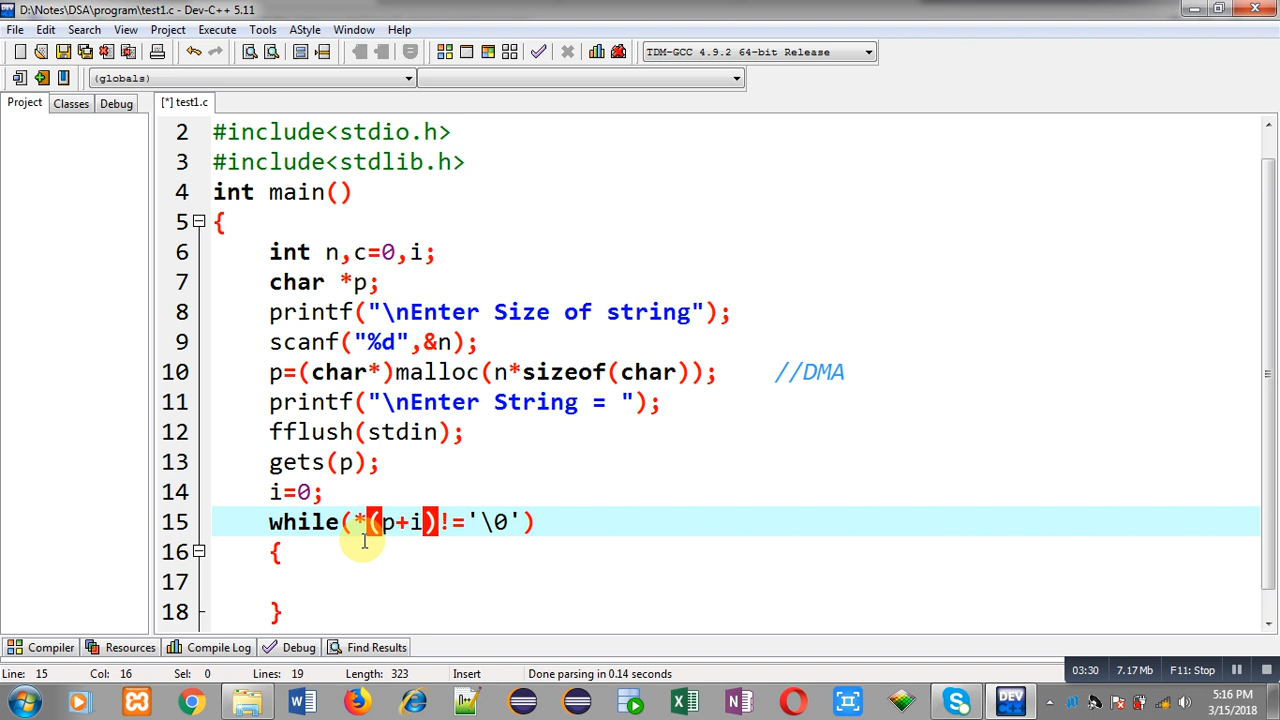 D:\Notes\DSA\program\test1.c - Dev-C++ 5.11
File Edit Search View Project Execute Tools AStyle Window Help
TDM-GCC 4.9.2 64-bit Release
(globals)
Project Classes Debug [*] test1.c
2 #include<stdio.h>
3 #include<stdlib.h>
4 int main()
5 {
6 int n,c=0,i;
7 char *p;
8 printf("\nEnter Size of string");
9 scanf("%d",&n);
10 p=(char*)malloc(n*sizeof(char)); //DMA
11 printf("\nEnter String = ");
12 fflush(stdin);
13 gets(p);
14 i=0;
15 while(*(p+i)!='\0')
16 {
17
18 }
Compiler Resources Compile Log Debug Find Results
Line: 15 Col: 16 Sel: 0 Lines: 19 Length: 323 Insert Done parsing in 0.14 seconds
03:30 7.17 Mb F11: Stop
5:16 PM
3/15/2018